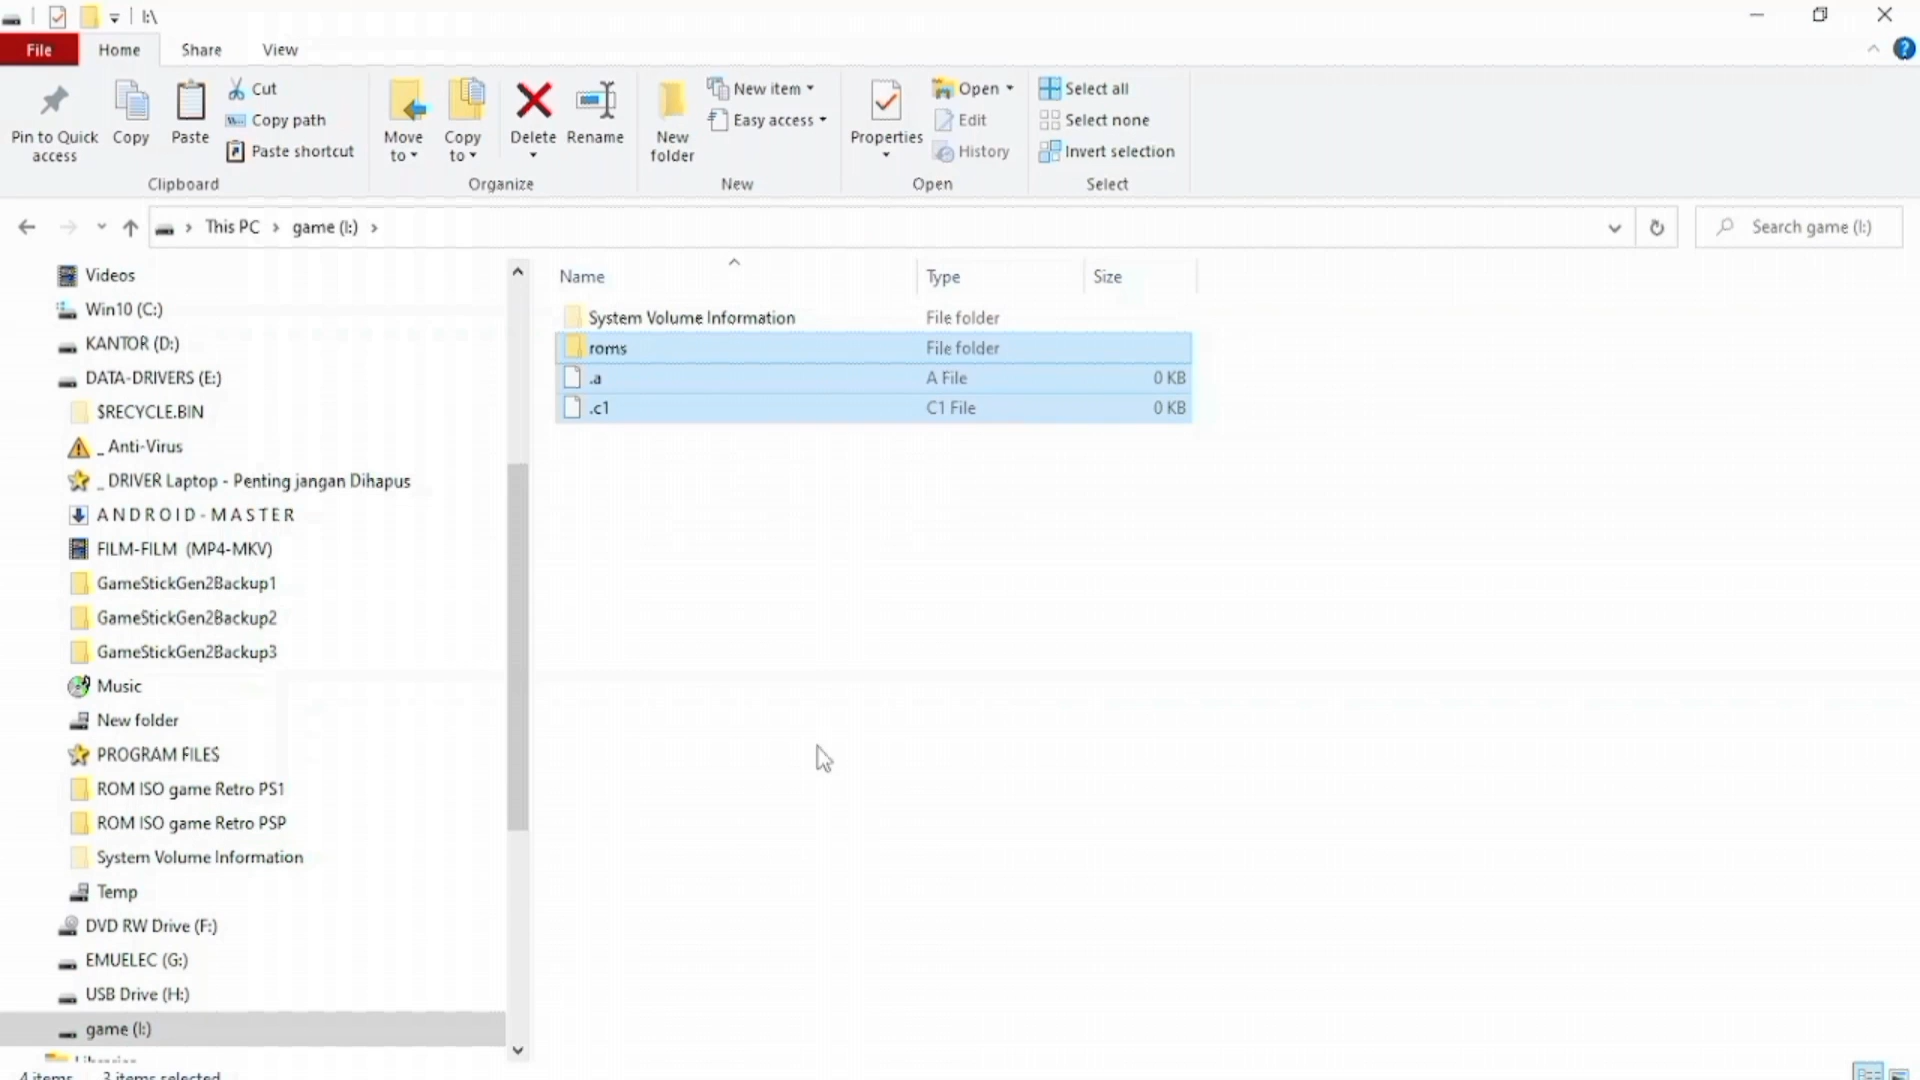 I:\
File Home Share View
Pin to Quick access
Copy
Paste
Cut
Copy path
Paste shortcut
Clipboard
Move to
Copy to
Delete
Rename
Organize
New folder
New item
Easy access
New
Properties
Open
Edit
History
Open
Select all
Select none
Invert selection
Select
This PC > game (I:) >
Search game (I:)
Videos
Win10 (C:)
KANTOR (D:)
DATA-DRIVERS (E:)
$RECYCLE.BIN
_ Anti-Virus
_ DRIVER Laptop - Penting jangan Dihapus
A N D R O I D - M A S T E R
FILM-FILM (MP4-MKV)
GameStickGen2Backup1
GameStickGen2Backup2
GameStickGen2Backup3
Music
New folder
PROGRAM FILES
ROM ISO game Retro PS1
ROM ISO game Retro PSP
System Volume Information
Temp
DVD RW Drive (F:)
EMUELEC (G:)
USB Drive (H:)
game (I:)
Libraries
Name Type Size
System Volume Information File folder
roms File folder
.a A File 0 KB
.c1 C1 File 0 KB
4 items 3 items selected